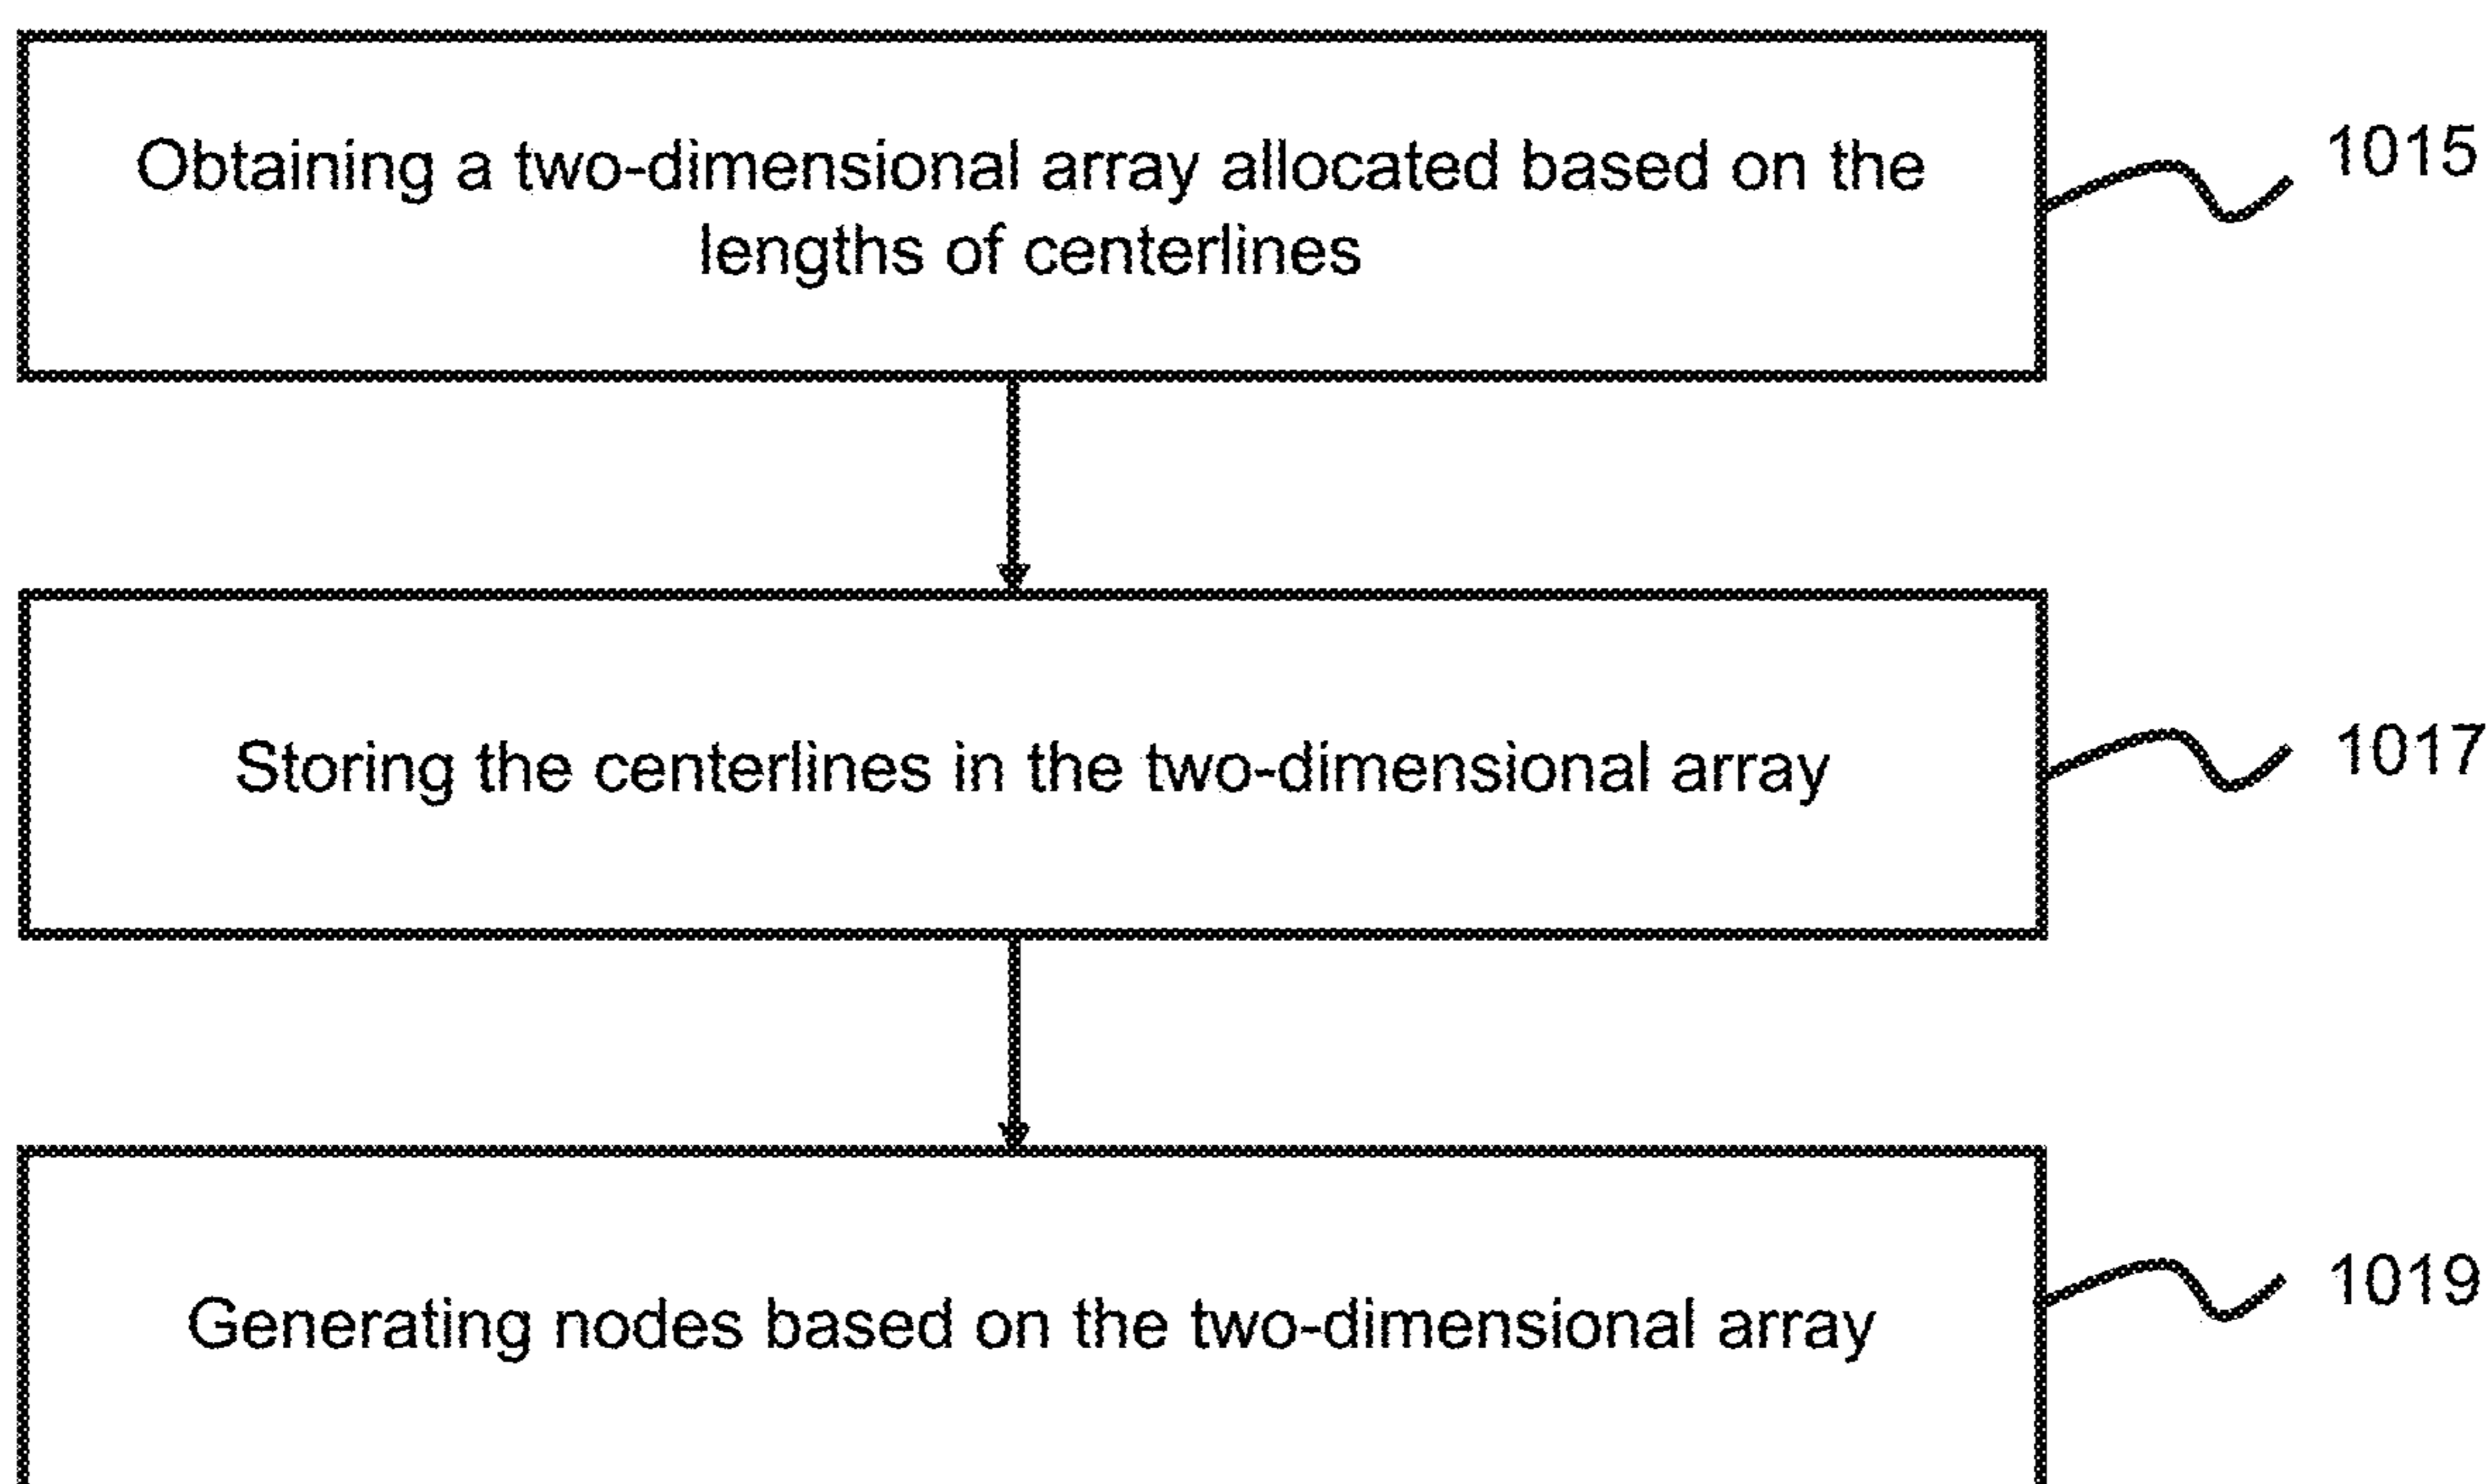 Obtaining a two-dimensional array allocated based on the
lengths of centerlines
1015
Storing the centerlines in the two-dimensional array
1017
Generating nodes based on the two-dimensional array
1019